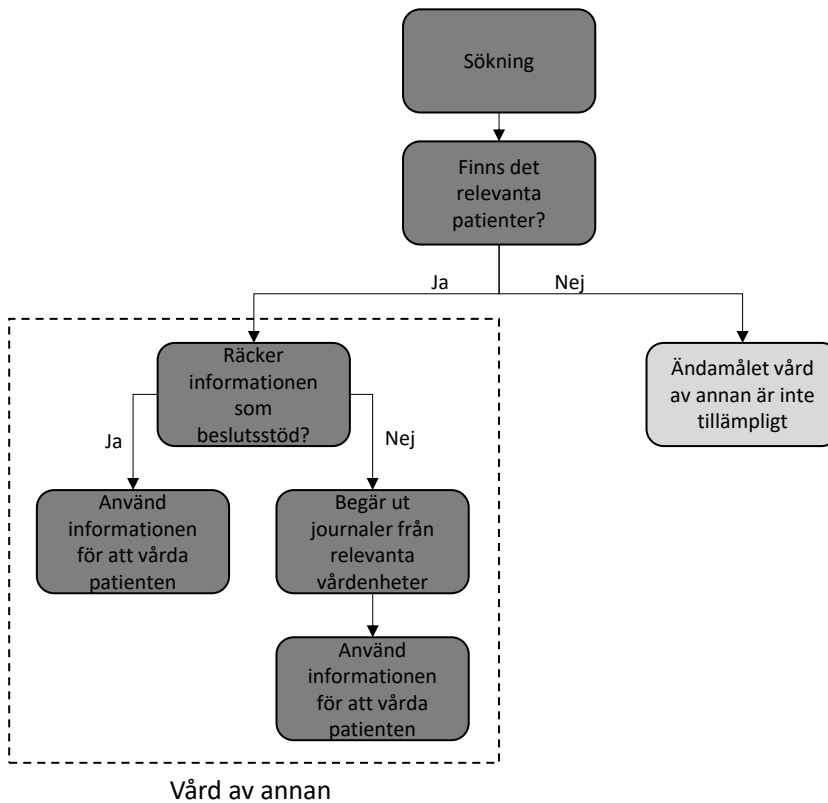 Sökning
Finns det
relevanta
patienter?
Ja
Nej
Räcker
informationen
som
beslutsstöd?
Ändamålet vård
av annan är inte
tillämpligt
Ja
Nej
Använd
informationen
för att vårda
patienten
Begär ut
journaler från
relevanta
vårdenheter
Använd
informationen
för att vårda
patienten
Vård av annan